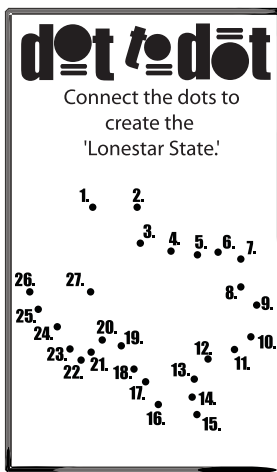 dot to dot
Connect the dots to
create the
'Lonestar State.'
1. 2.
3. 4. 5. 6. 7.
8. 9.
26. 27.
25. 24. 10.
20. 19. 12. 11.
23. 22. 21. 18. 13.
17. 14.
16. 15.